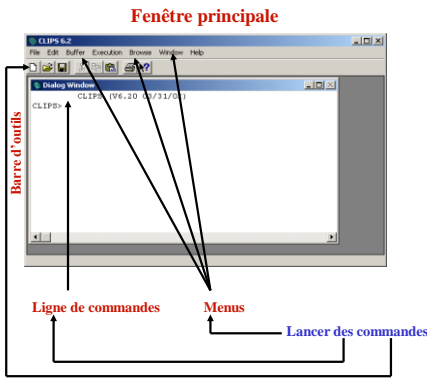 Fenêtre principale
CLIPS 6.2
File Edit Buffer Execution Browse Window Help
Dialog Window
CLIPS (V6.20 03/31/02)
CLIPS>
Barre d'outils
Ligne de commandes
Menus
Lancer des commandes